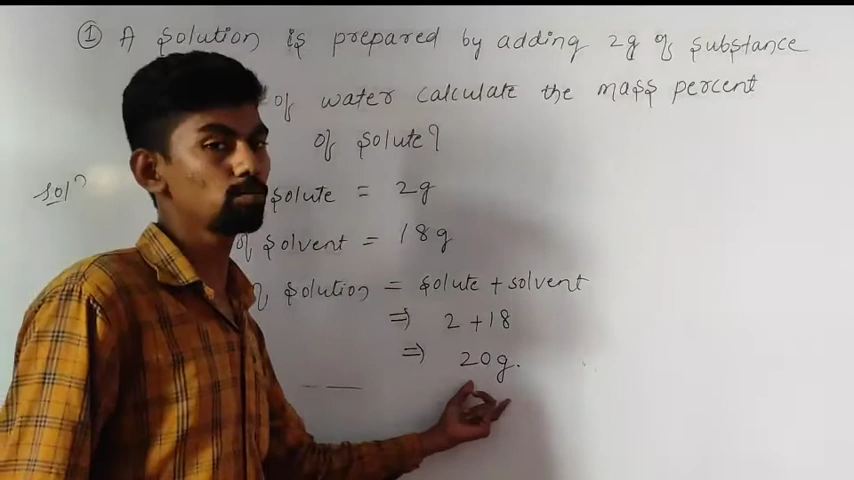 ① A solution is prepared by adding 2g of substance
of water calculate the mass percent
of solute?
Sol? solute = 2g
of solvent = 18g
of solution = solute + solvent
⇒ 2 + 18
⇒ 20g.